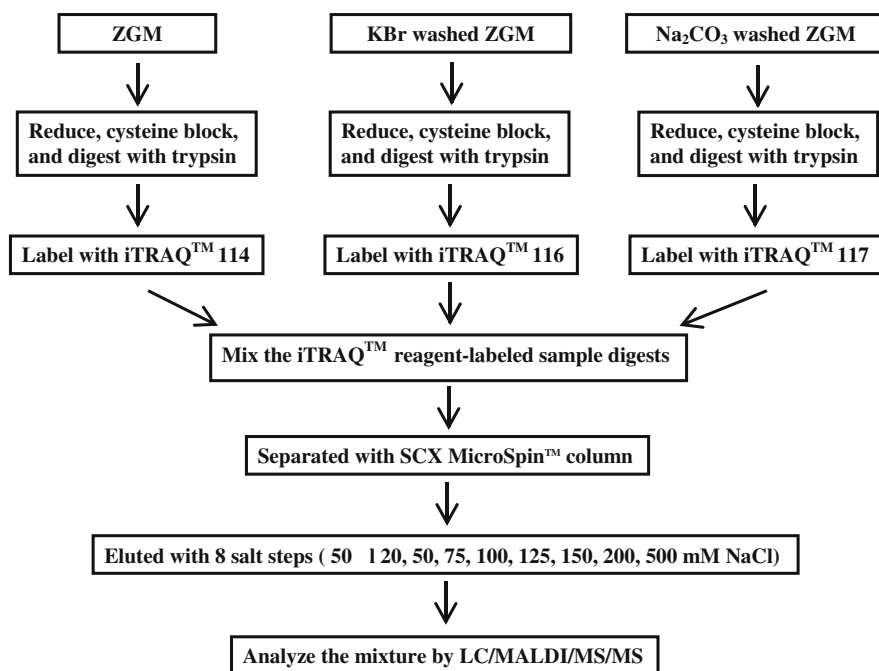 ZGM
KBr washed ZGM
Na₂CO₃ washed ZGM
Reduce, cysteine block,
and digest with trypsin
Reduce, cysteine block,
and digest with trypsin
Reduce, cysteine block,
and digest with trypsin
Label with iTRAQ™ 114
Label with iTRAQ™ 116
Label with iTRAQ™ 117
Mix the iTRAQ™ reagent-labeled sample digests
Separated with SCX MicroSpin™ column
Eluted with 8 salt steps ( 50 l 20, 50, 75, 100, 125, 150, 200, 500 mM NaCl)
Analyze the mixture by LC/MALDI/MS/MS